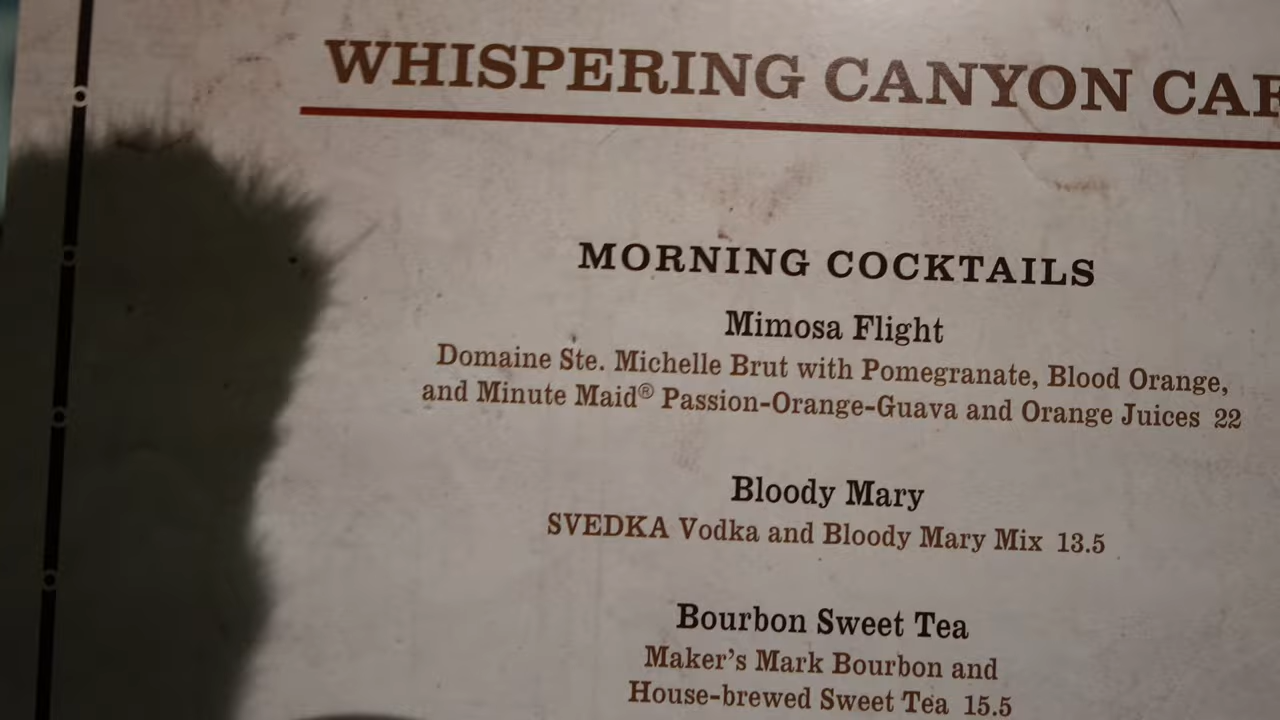 WHISPERING CANYON CAF
MORNING COCKTAILS
Mimosa Flight
Domaine Ste. Michelle Brut with Pomegranate, Blood Orange,
and Minute Maid® Passion-Orange-Guava and Orange Juices 22
Bloody Mary
SVEDKA Vodka and Bloody Mary Mix 13.5
Bourbon Sweet Tea
Maker's Mark Bourbon and
House-brewed Sweet Tea 15.5